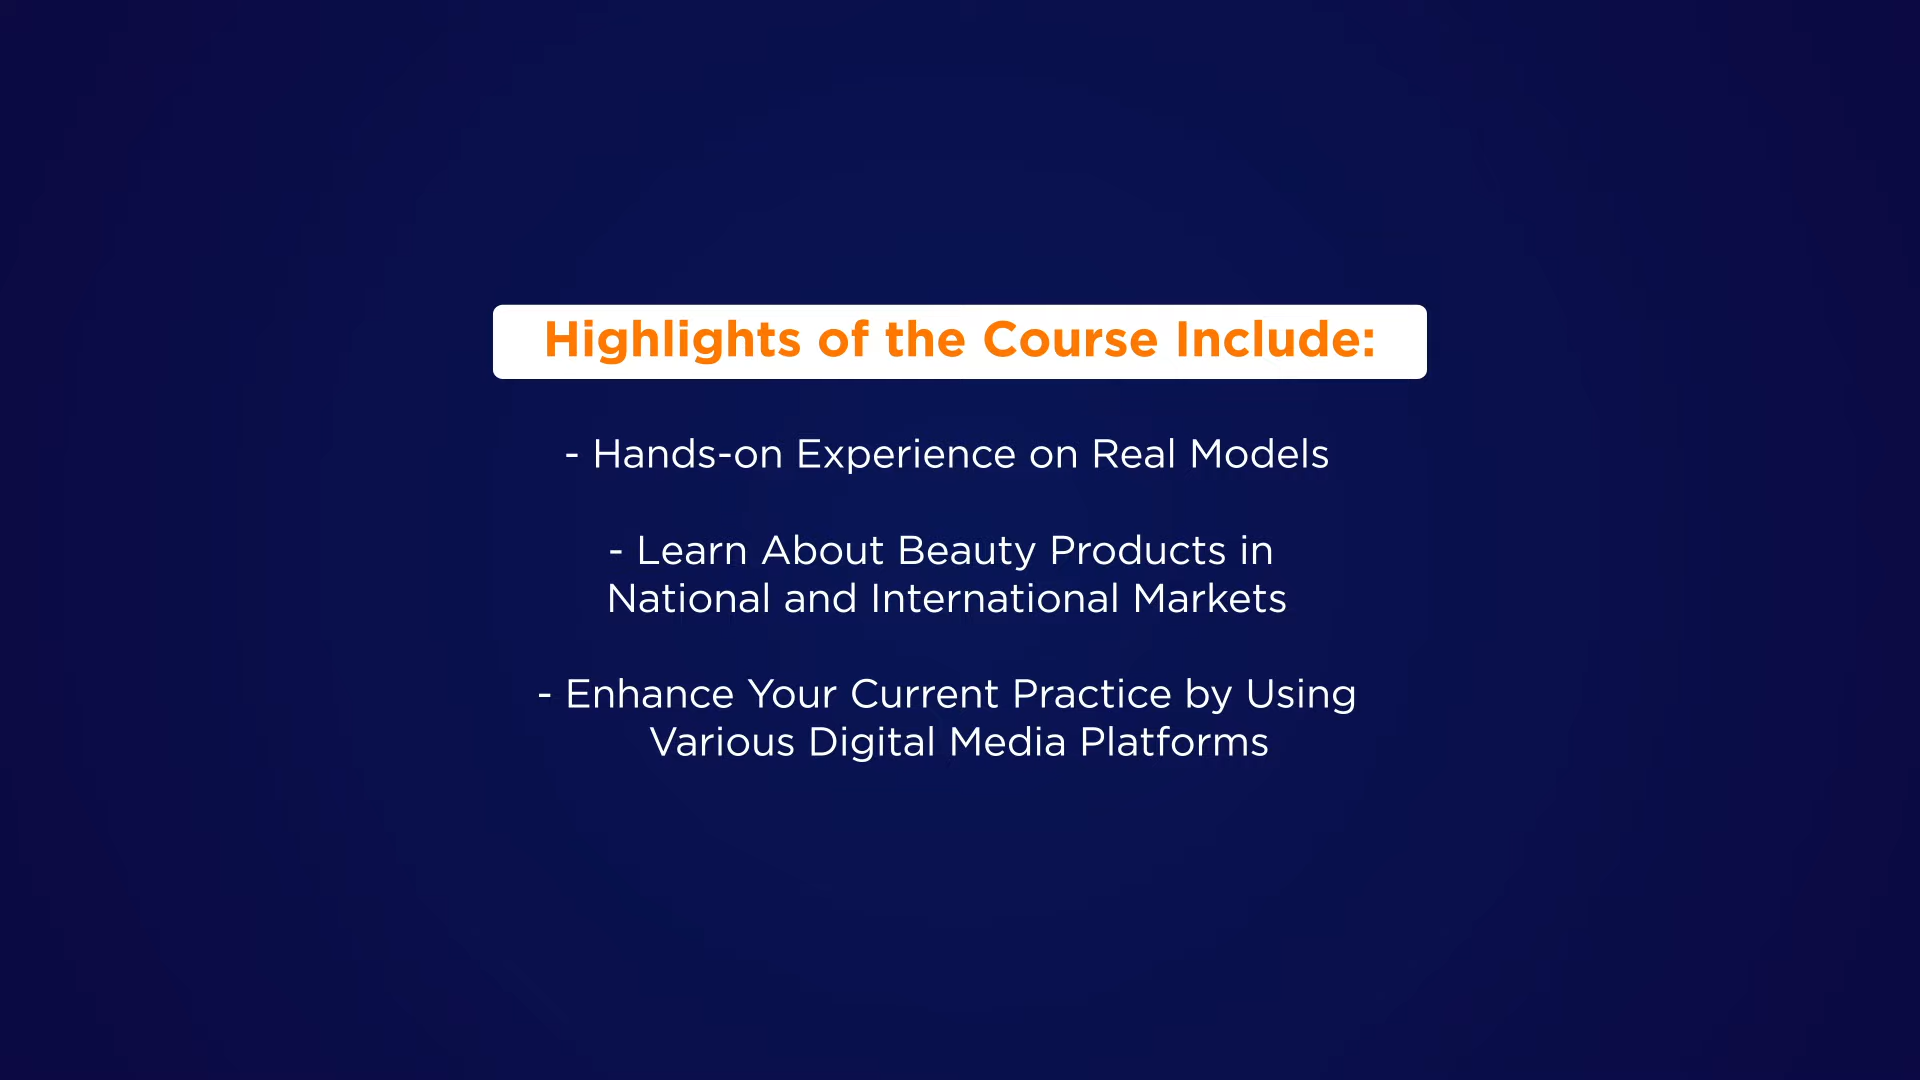 Highlights of the Course Include:
- Hands-on Experience on Real Models
- Learn About Beauty Products in
National and International Markets
- Enhance Your Current Practice by Using
Various Digital Media Platforms